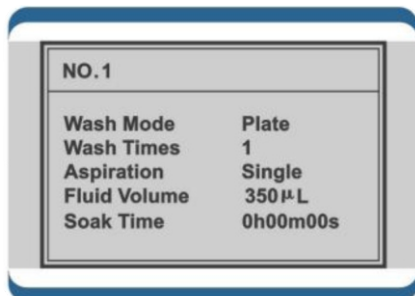 NO.1
Wash Mode Plate
Wash Times 1
Aspiration Single
Fluid Volume 350μL
Soak Time 0h00m00s